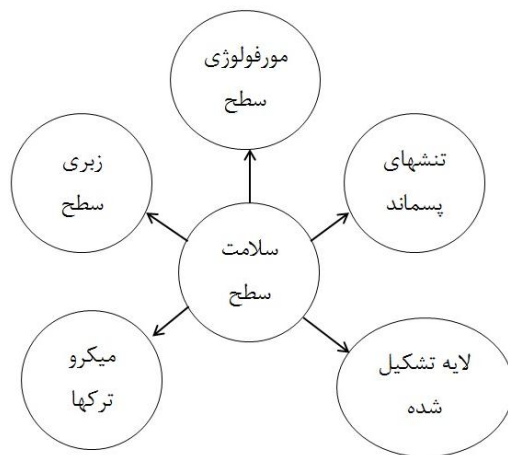 مورفولوژی
سطح
تنشهای
پسماند
زبری
سطح
سلامت
سطح
لایه تشکیل
شده
میکرو
ترکها